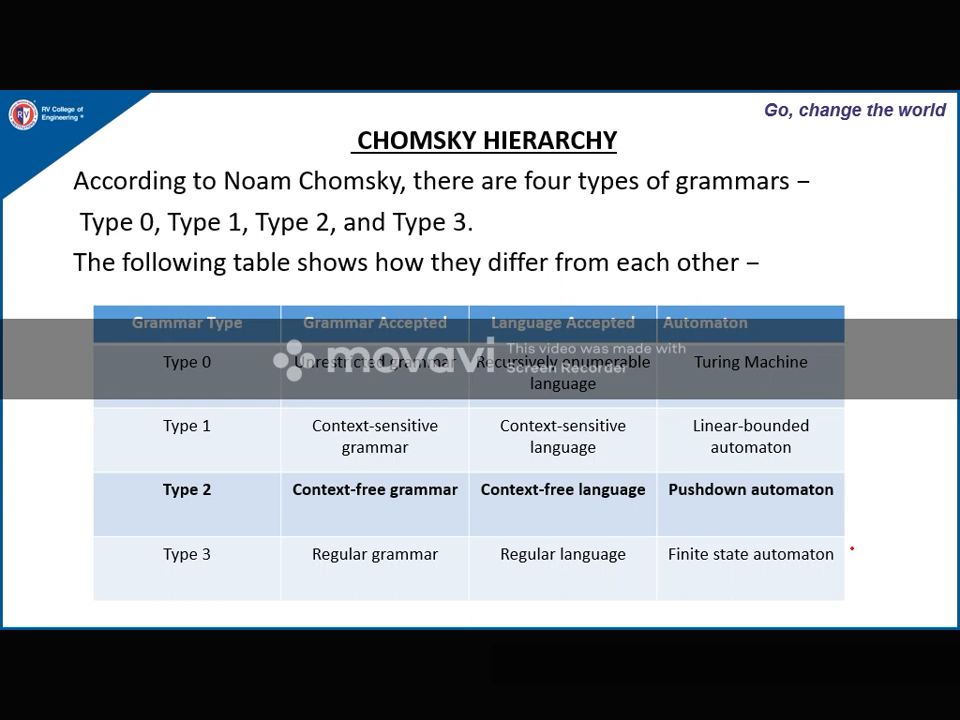 RV College of
Engineering ®
Go, change the world
CHOMSKY HIERARCHY
According to Noam Chomsky, there are four types of grammars −
Type 0, Type 1, Type 2, and Type 3.
The following table shows how they differ from each other −
Grammar Type Grammar Accepted Language Accepted Automaton
movavi
This video was made with
Screen Recorder
Type 0 Unrestricted grammar Recursively enumerable Turing Machine
language
Type 1 Context-sensitive Context-sensitive Linear-bounded
grammar language automaton
Type 2 Context-free grammar Context-free language Pushdown automaton
Type 3 Regular grammar Regular language Finite state automaton